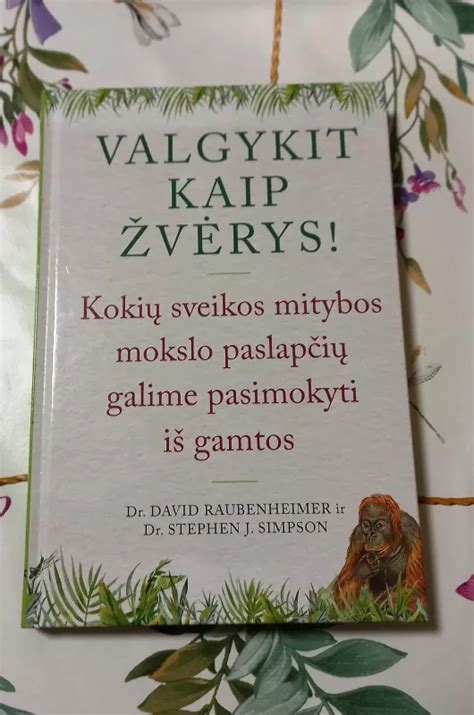 VALGYKIT
KAIP
ŽVĖRYS!
Kokių sveikos mitybos
mokslo paslapčių
galime pasimokyti
iš gamtos
Dr. DAVID RAUBENHEIMER ir
Dr. STEPHEN J. SIMPSON